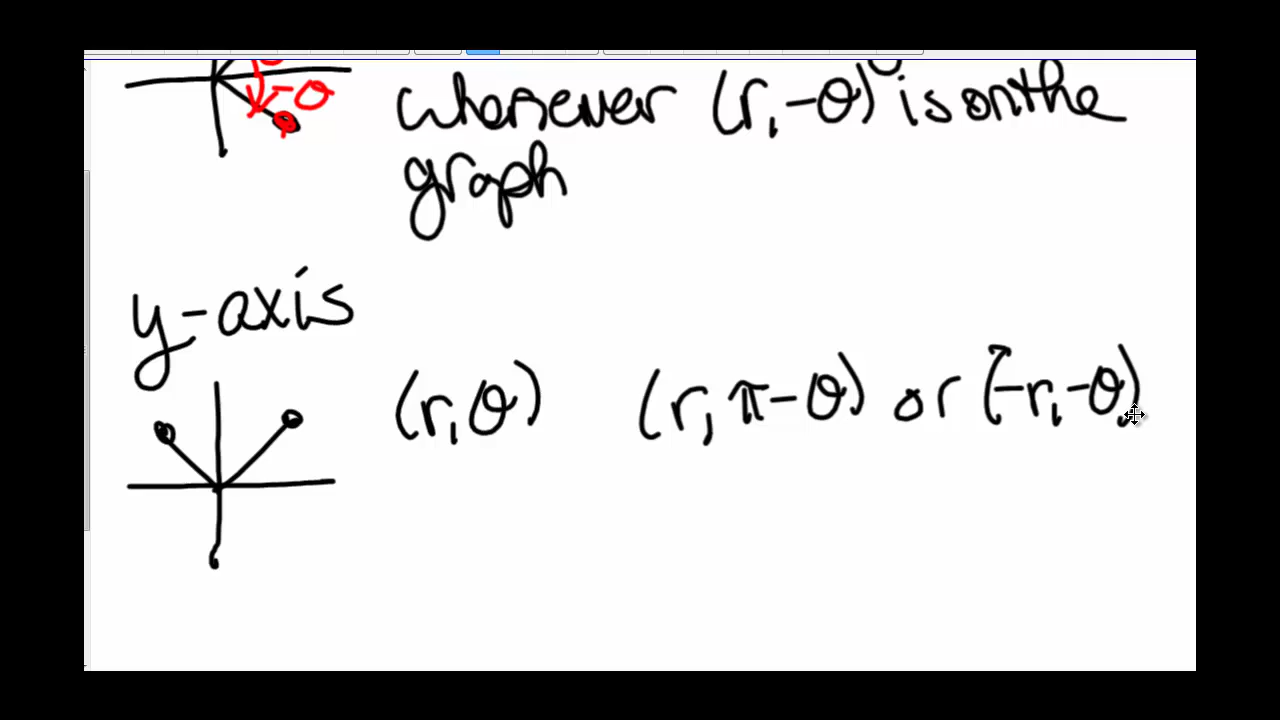 -θ
whenever (r, -θ) is on the
graph
y-axis
(r, θ) (r, π-θ) or (-r, -θ)